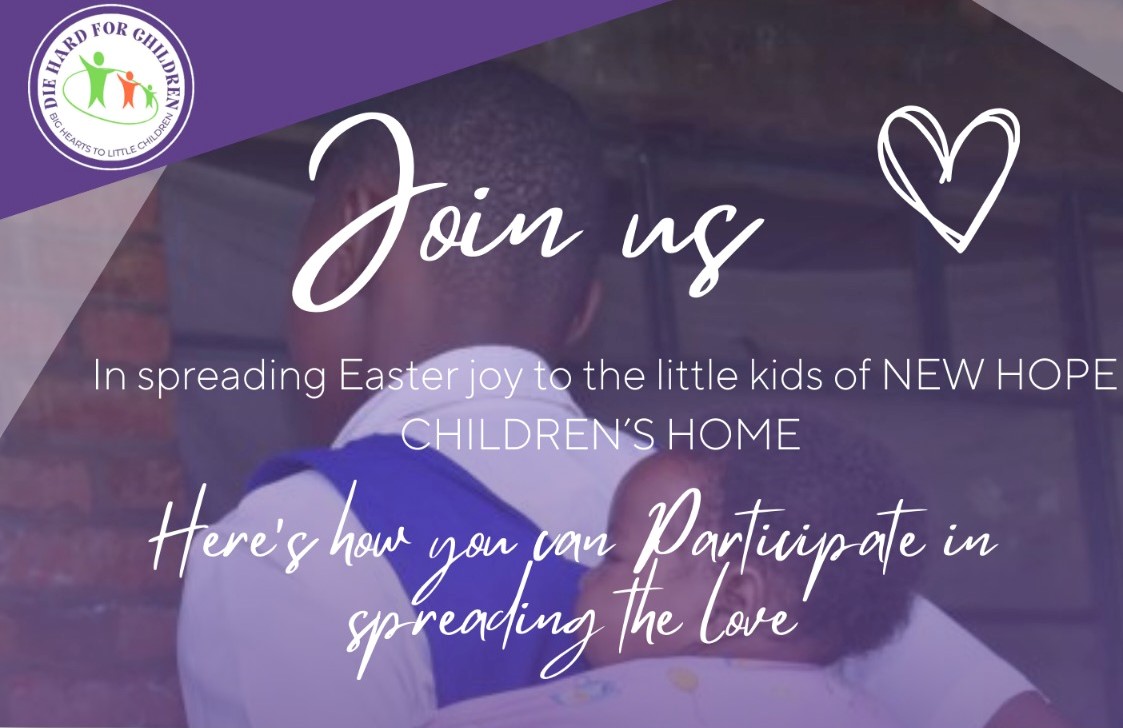 DIE HARD FOR CHILDREN
BIG HEARTS TO LITTLE CHILDREN
Join us
In spreading Easter joy to the little kids of NEW HOPE
CHILDREN'S HOME
Here's how you can Participate in
spreading the Love